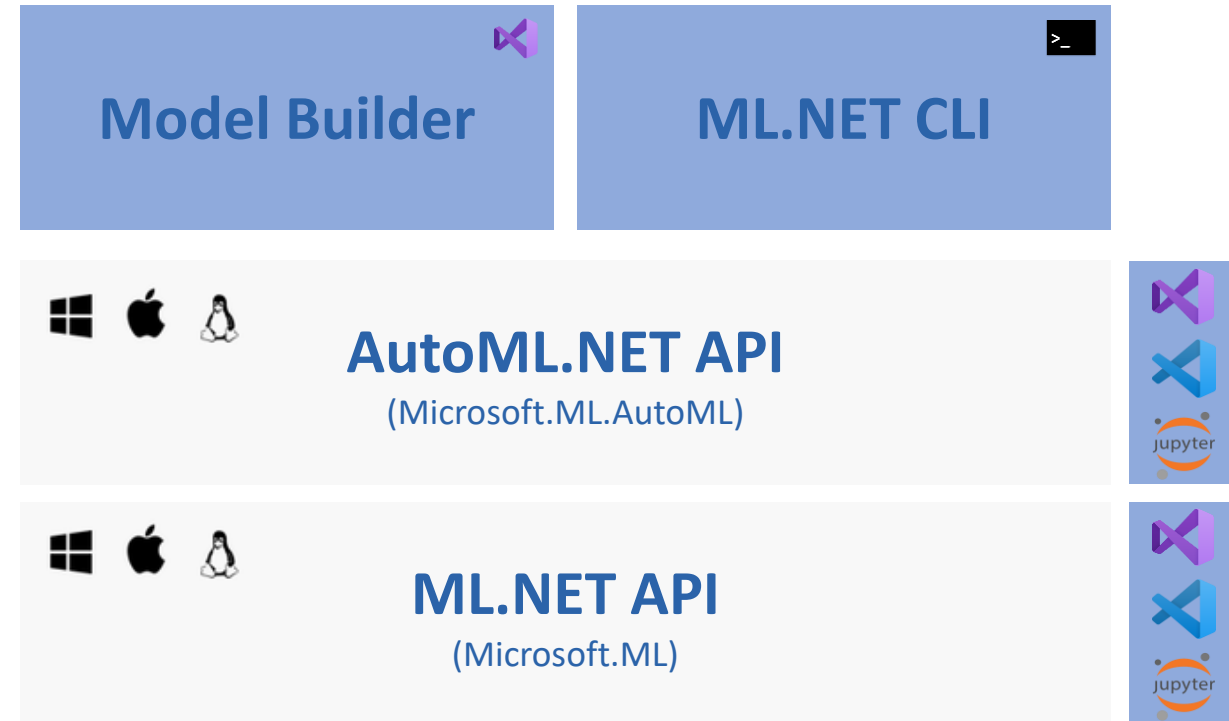 Model Builder
>_
ML.NET CLI
AutoML.NET API
(Microsoft.ML.AutoML)
jupyter
ML.NET API
(Microsoft.ML)
jupyter